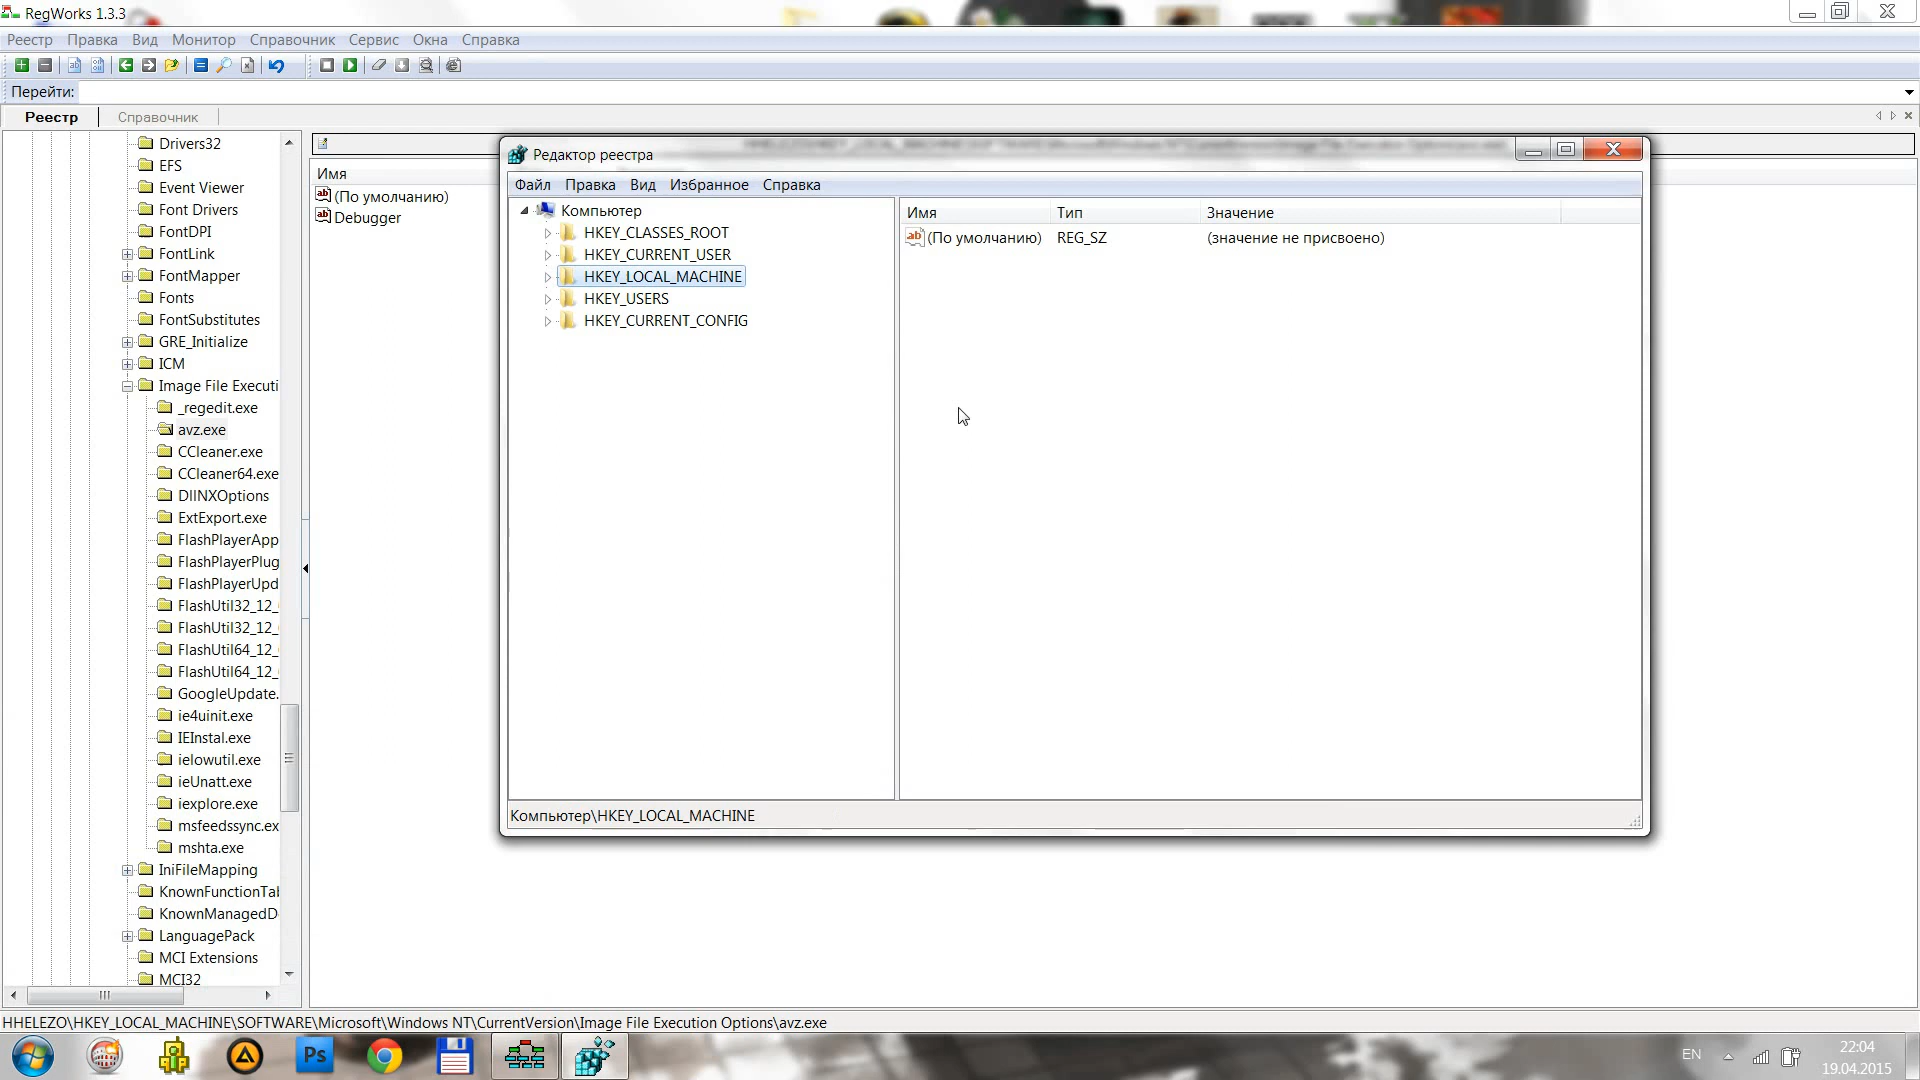 RegWorks 1.3.3
Реестр Правка Вид Монитор Справочник Сервис Окна Справка
Перейти:
Реестр Справочник
Drivers32
EFS
Event Viewer
Font Drivers
FontDPI
FontLink
FontMapper
Fonts
FontSubstitutes
GRE_Initialize
ICM
Image File Executi
_regedit.exe
avz.exe
CCleaner.exe
CCleaner64.exe
DllNXOptions
ExtExport.exe
FlashPlayerApp
FlashPlayerPlug
FlashPlayerUpd
FlashUtil32_12_
FlashUtil32_12_
FlashUtil64_12_
FlashUtil64_12_
GoogleUpdate.
ie4uinit.exe
IEInstal.exe
ielowutil.exe
ieUnatt.exe
iexplore.exe
msfeedssync.ex
mshta.exe
IniFileMapping
KnownFunctionTab
KnownManagedD
LanguagePack
MCI Extensions
MCI32
Имя
(По умолчанию)
Debugger
Редактор реестра
Файл Правка Вид Избранное Справка
Компьютер
HKEY_CLASSES_ROOT
HKEY_CURRENT_USER
HKEY_LOCAL_MACHINE
HKEY_USERS
HKEY_CURRENT_CONFIG
Имя Тип Значение
(По умолчанию) REG_SZ (значение не присвоено)
Компьютер\HKEY_LOCAL_MACHINE
HHELEZO\HKEY_LOCAL_MACHINE\SOFTWARE\Microsoft\Windows NT\CurrentVersion\Image File Execution Options\avz.exe
Ps
EN
22:04
19.04.2015